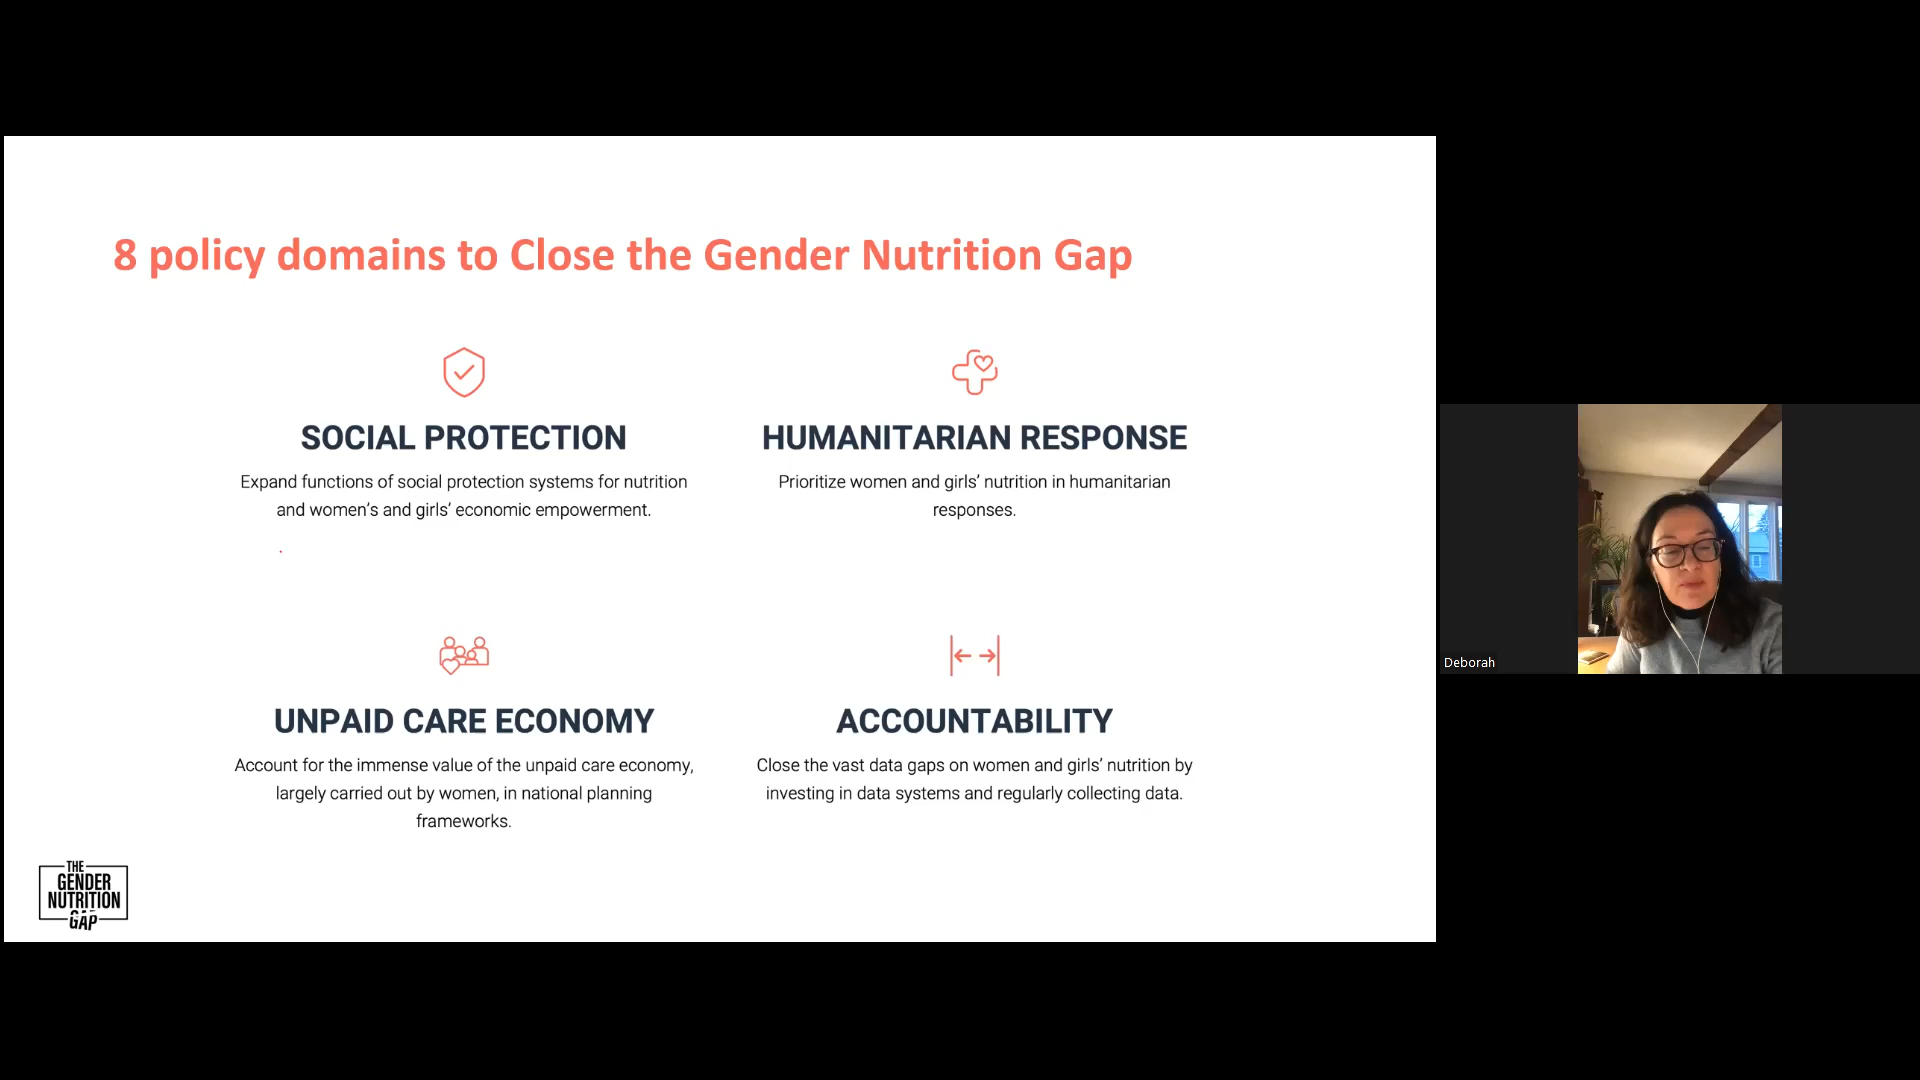 8 policy domains to Close the Gender Nutrition Gap
SOCIAL PROTECTION
Expand functions of social protection systems for nutrition
and women's and girls' economic empowerment.
HUMANITARIAN RESPONSE
Prioritize women and girls' nutrition in humanitarian
responses.
UNPAID CARE ECONOMY
Account for the immense value of the unpaid care economy,
largely carried out by women, in national planning
frameworks.
ACCOUNTABILITY
Close the vast data gaps on women and girls' nutrition by
investing in data systems and regularly collecting data.
THE
GENDER
NUTRITION
GAP
Deborah